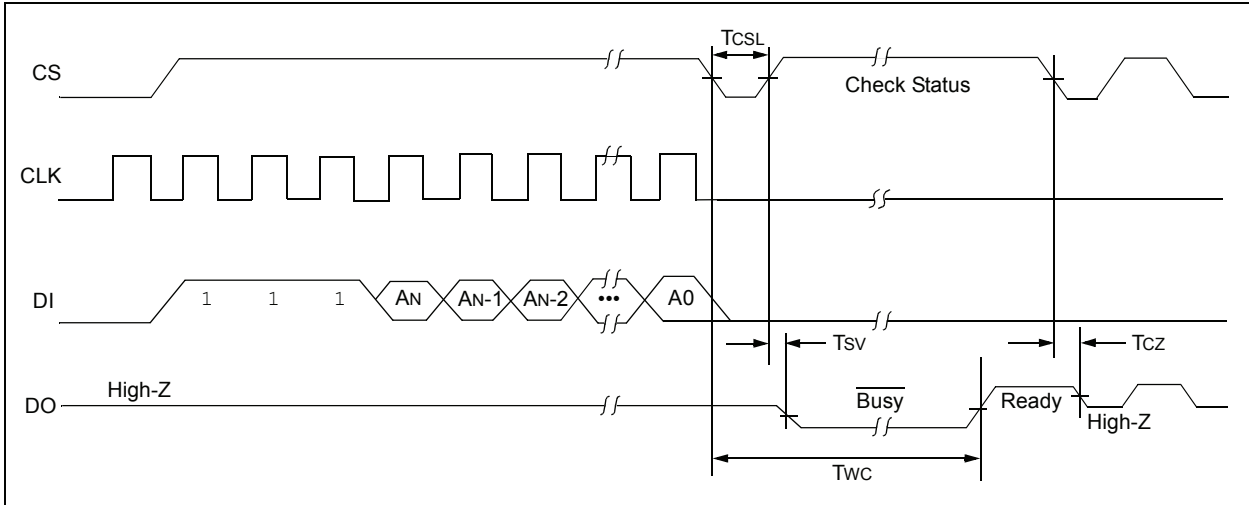 TCSL
CS
Check Status
CLK
DI
1 1 1 AN AN-1 AN-2 ••• A0
TSV
TCZ
High-Z
DO
Busy
Ready
High-Z
TWC